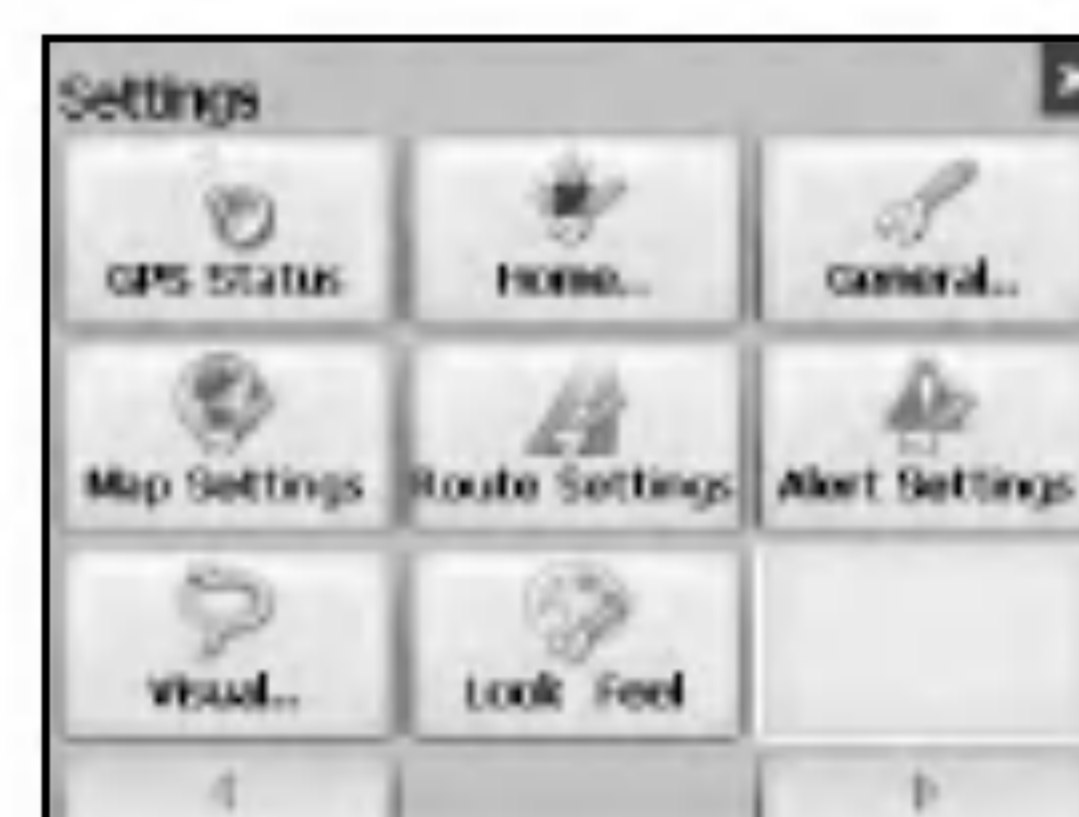 Settings
GPS Status
Home...
General...
Map Settings
Route Settings
Alert Settings
Visual...
Look Feel